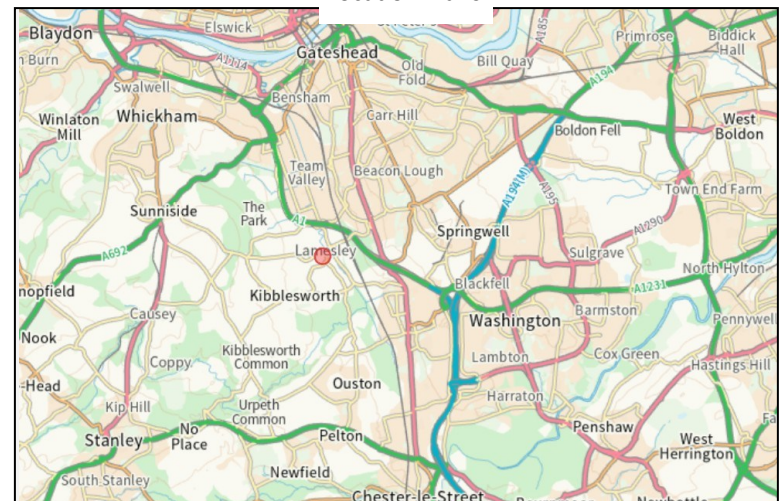 Elswick
Blaydon
Primrose
Biddick
Hall
A185
Gateshead
n Burn
A1114
Old
Fold
Bill Quay
A194
Swalwell
Bensham
Carr Hill
Winlaton
Mill
Whickham
Boldon Fell
West
Boldon
Team
Valley
Beacon Lough
A194(M)
A195
Town End Farm
The
Park
Sunniside
A1
Springwell
A1290
A692
Lamesley
Sulgrave
North Hylton
nopfield
Kibblesworth
Blackfell
A1231
Causey
Washington
Barmston
Pennywel
Nook
Kibblesworth
Common
Lambton
Cox Green
Coppy
Hastings Hill
-Head
Ouston
Harraton
Kip Hill
Urpeth
Common
No
Place
Stanley
Pelton
Penshaw
West
Herrington
Fa
South Stanley
Newfield
Chester-le-Street